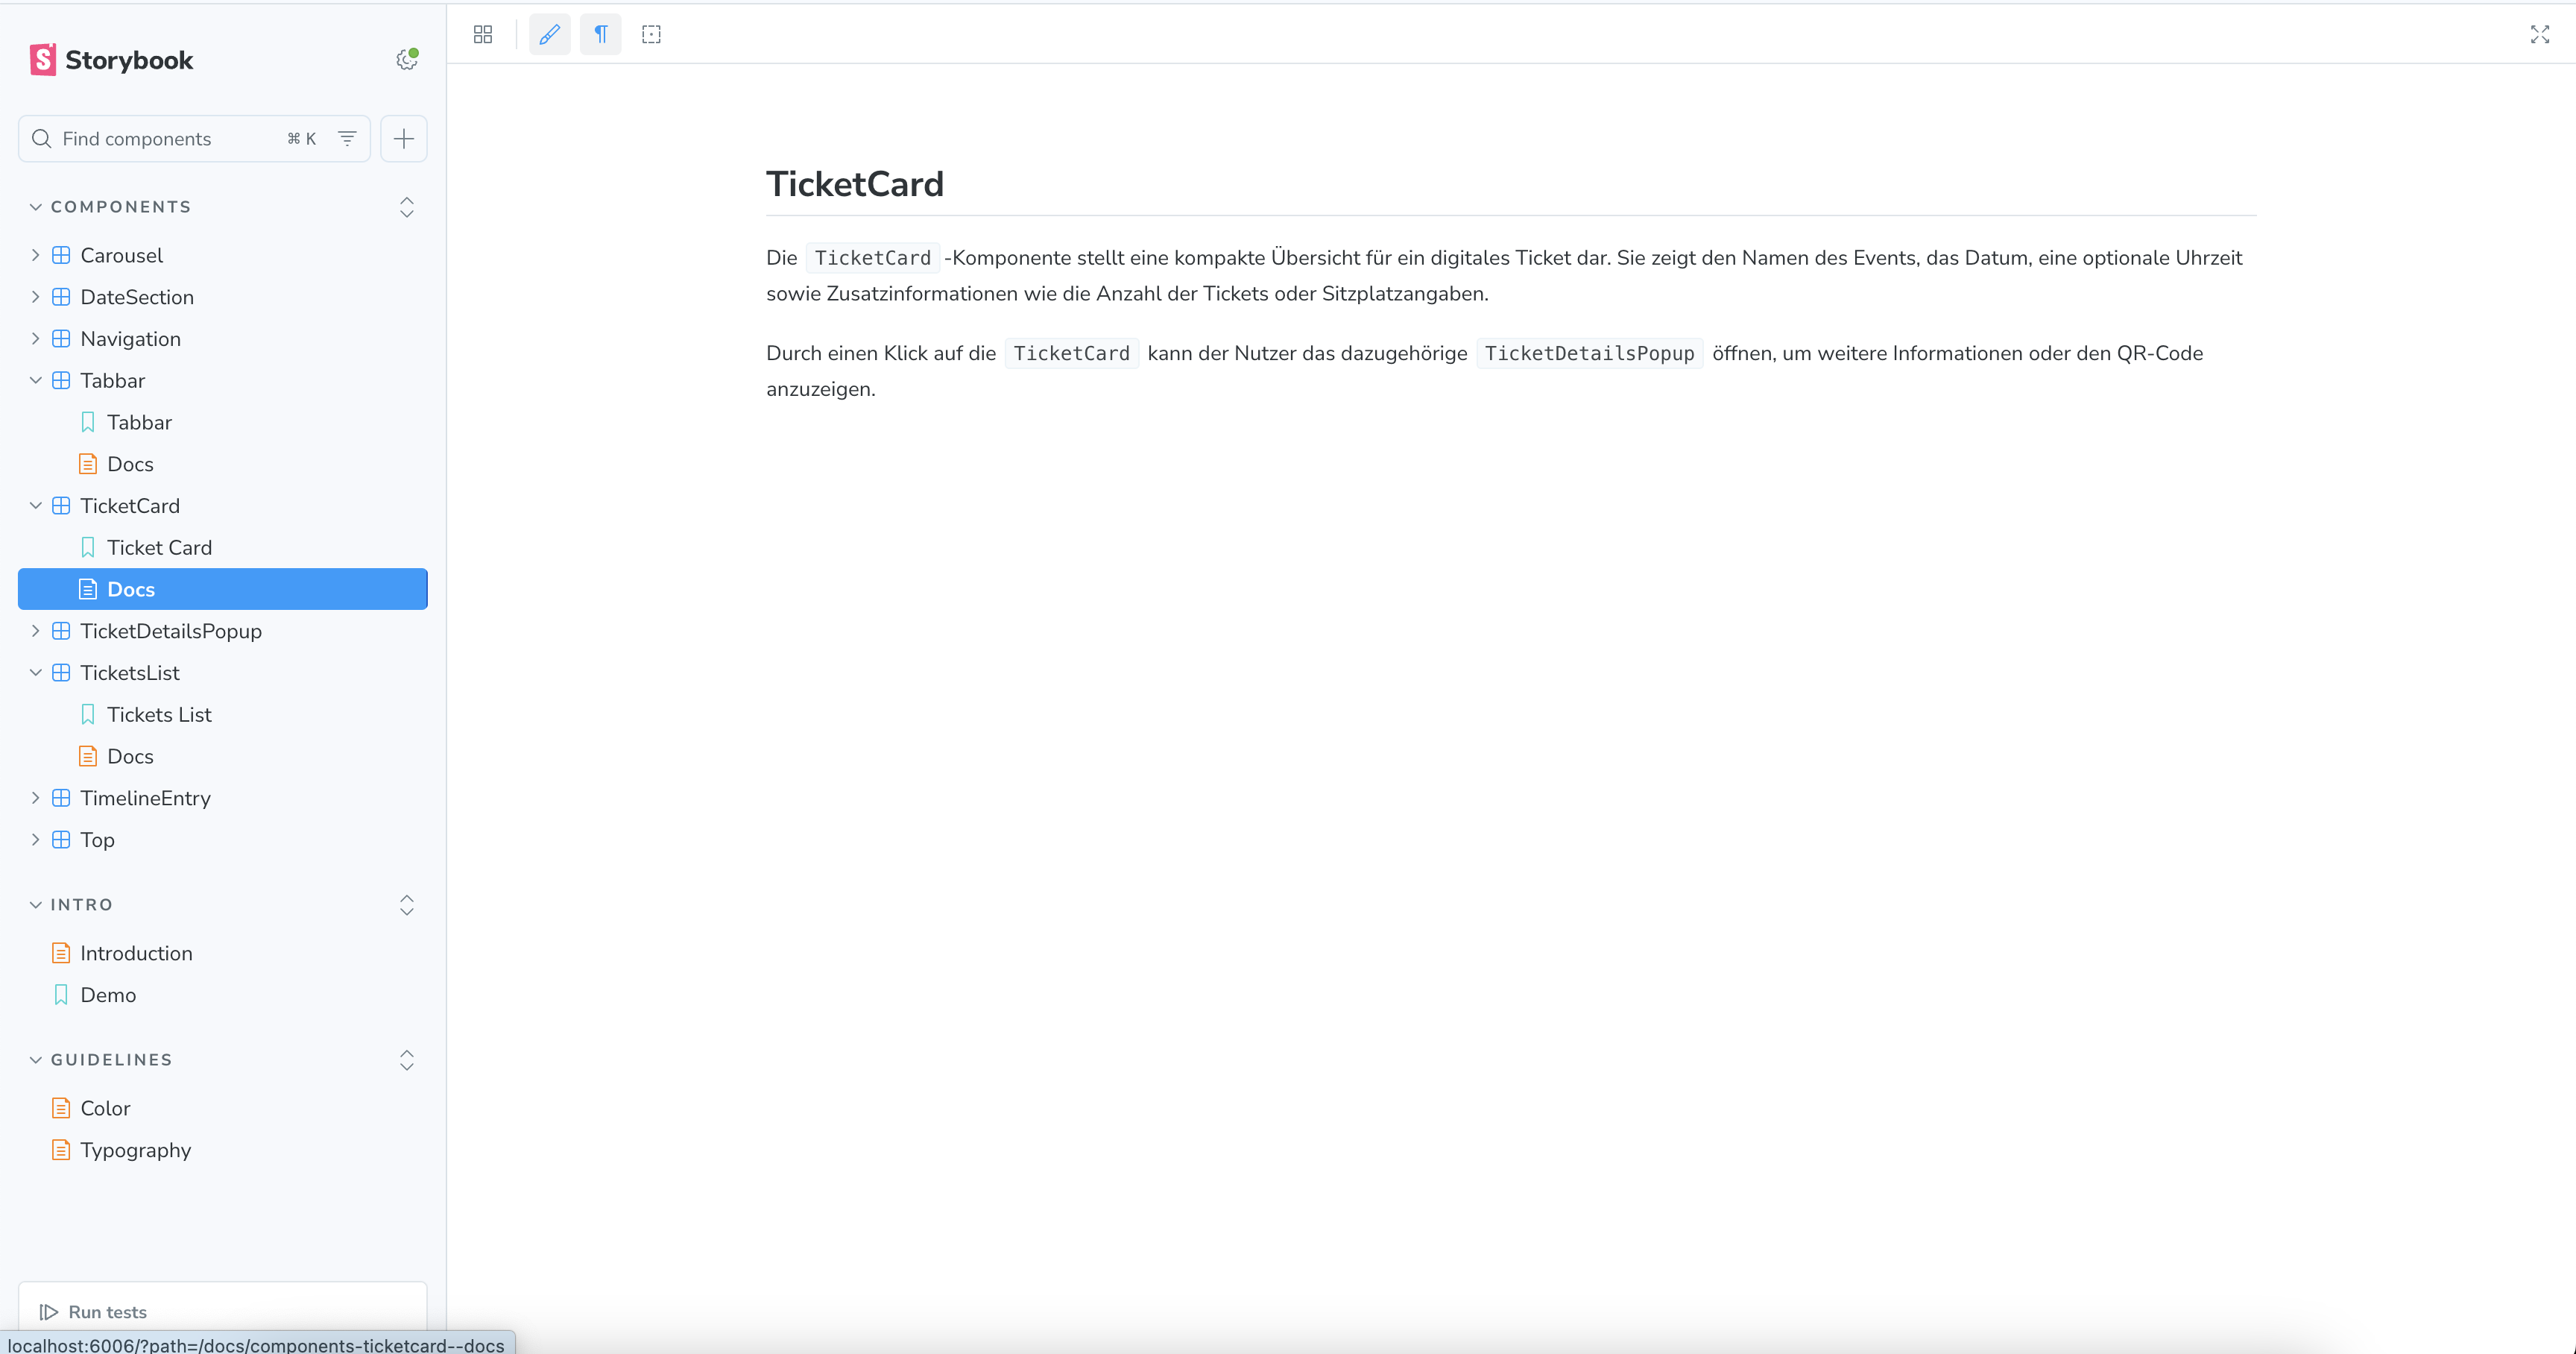 Storybook
Find components ⌘ K
COMPONENTS
Carousel
DateSection
Navigation
Tabbar
Tabbar
Docs
TicketCard
Ticket Card
Docs
TicketDetailsPopup
TicketsList
Tickets List
Docs
TimelineEntry
Top
INTRO
Introduction
Demo
GUIDELINES
Color
Typography
Run tests
localhost:6006/?path=/docs/components-ticketcard--docs
TicketCard
Die TicketCard -Komponente stellt eine kompakte Übersicht für ein digitales Ticket dar. Sie zeigt den Namen des Events, das Datum, eine optionale Uhrzeit
sowie Zusatzinformationen wie die Anzahl der Tickets oder Sitzplatzangaben.
Durch einen Klick auf die TicketCard kann der Nutzer das dazugehörige TicketDetailsPopup öffnen, um weitere Informationen oder den QR-Code
anzuzeigen.